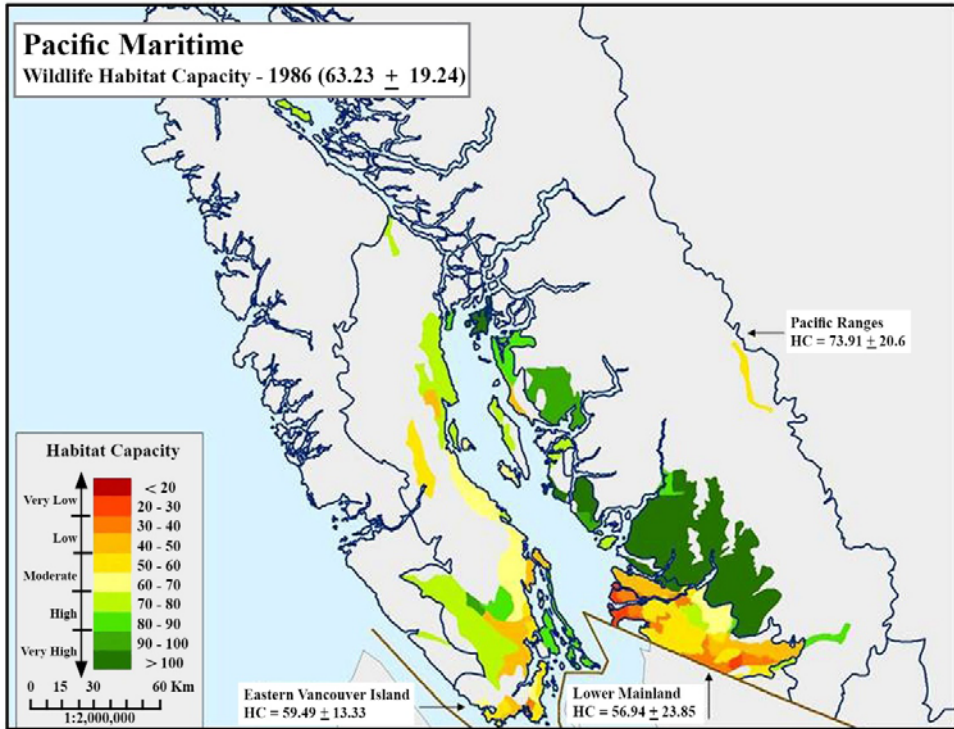 Pacific Maritime
Wildlife Habitat Capacity - 1986 (63.23 ± 19.24)
Pacific Ranges
HC = 73.91 ± 20.6
Habitat Capacity
Very Low
Low
Moderate
High
Very High
< 20
20 - 30
30 - 40
40 - 50
50 - 60
60 - 70
70 - 80
80 - 90
90 - 100
> 100
0 15 30 60 Km
1:2,000,000
Eastern Vancouver Island
HC = 59.49 ± 13.33
Lower Mainland
HC = 56.94 ± 23.85